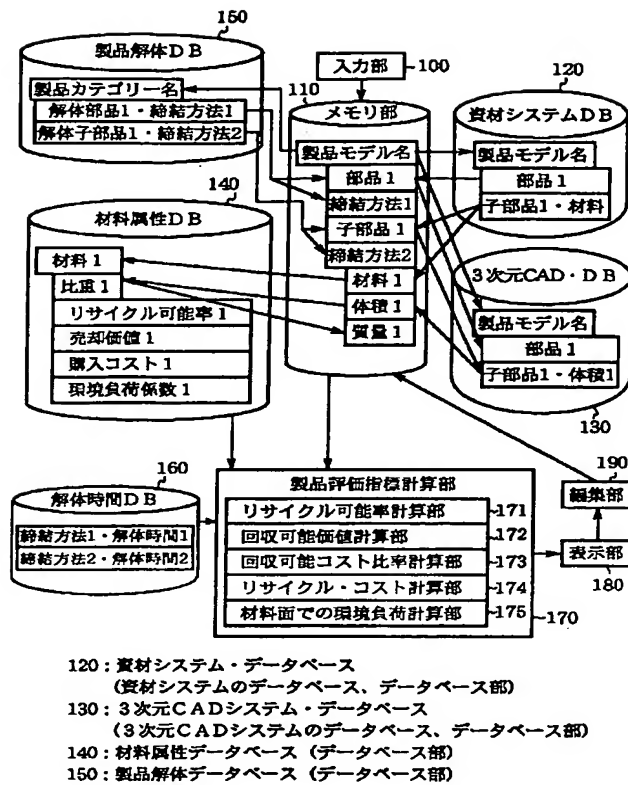 150
製品解体DB
製品カテゴリー名
解体部品1・締結方法1
解体子部品1・締結方法2
入力部
100
110
メモリ部
製品モデル名
部品1
締結方法1
子部品1
締結方法2
材料1
体積1
質量1
120
資材システムDB
製品モデル名
部品1
子部品1・材料
140
材料属性DB
材料1
比重1
リサイクル可能率1
売却価値1
購入コスト1
環境負荷係数1
3次元CAD・DB
製品モデル名
部品1
子部品1・体積1
130
160
解体時間DB
締結方法1・解体時間1
締結方法2・解体時間2
製品評価指標計算部
リサイクル可能率計算部
171
回収可能価値計算部
172
回収可能コスト比率計算部
173
リサイクル・コスト計算部
174
材料面での環境負荷計算部
175
170
190
編集部
表示部
180
120：資材システム・データベース
（資材システムのデータベース、データベース部）
130：3次元CADシステム・データベース
（3次元CADシステムのデータベース、データベース部）
140：材料属性データベース（データベース部）
150：製品解体データベース（データベース部）